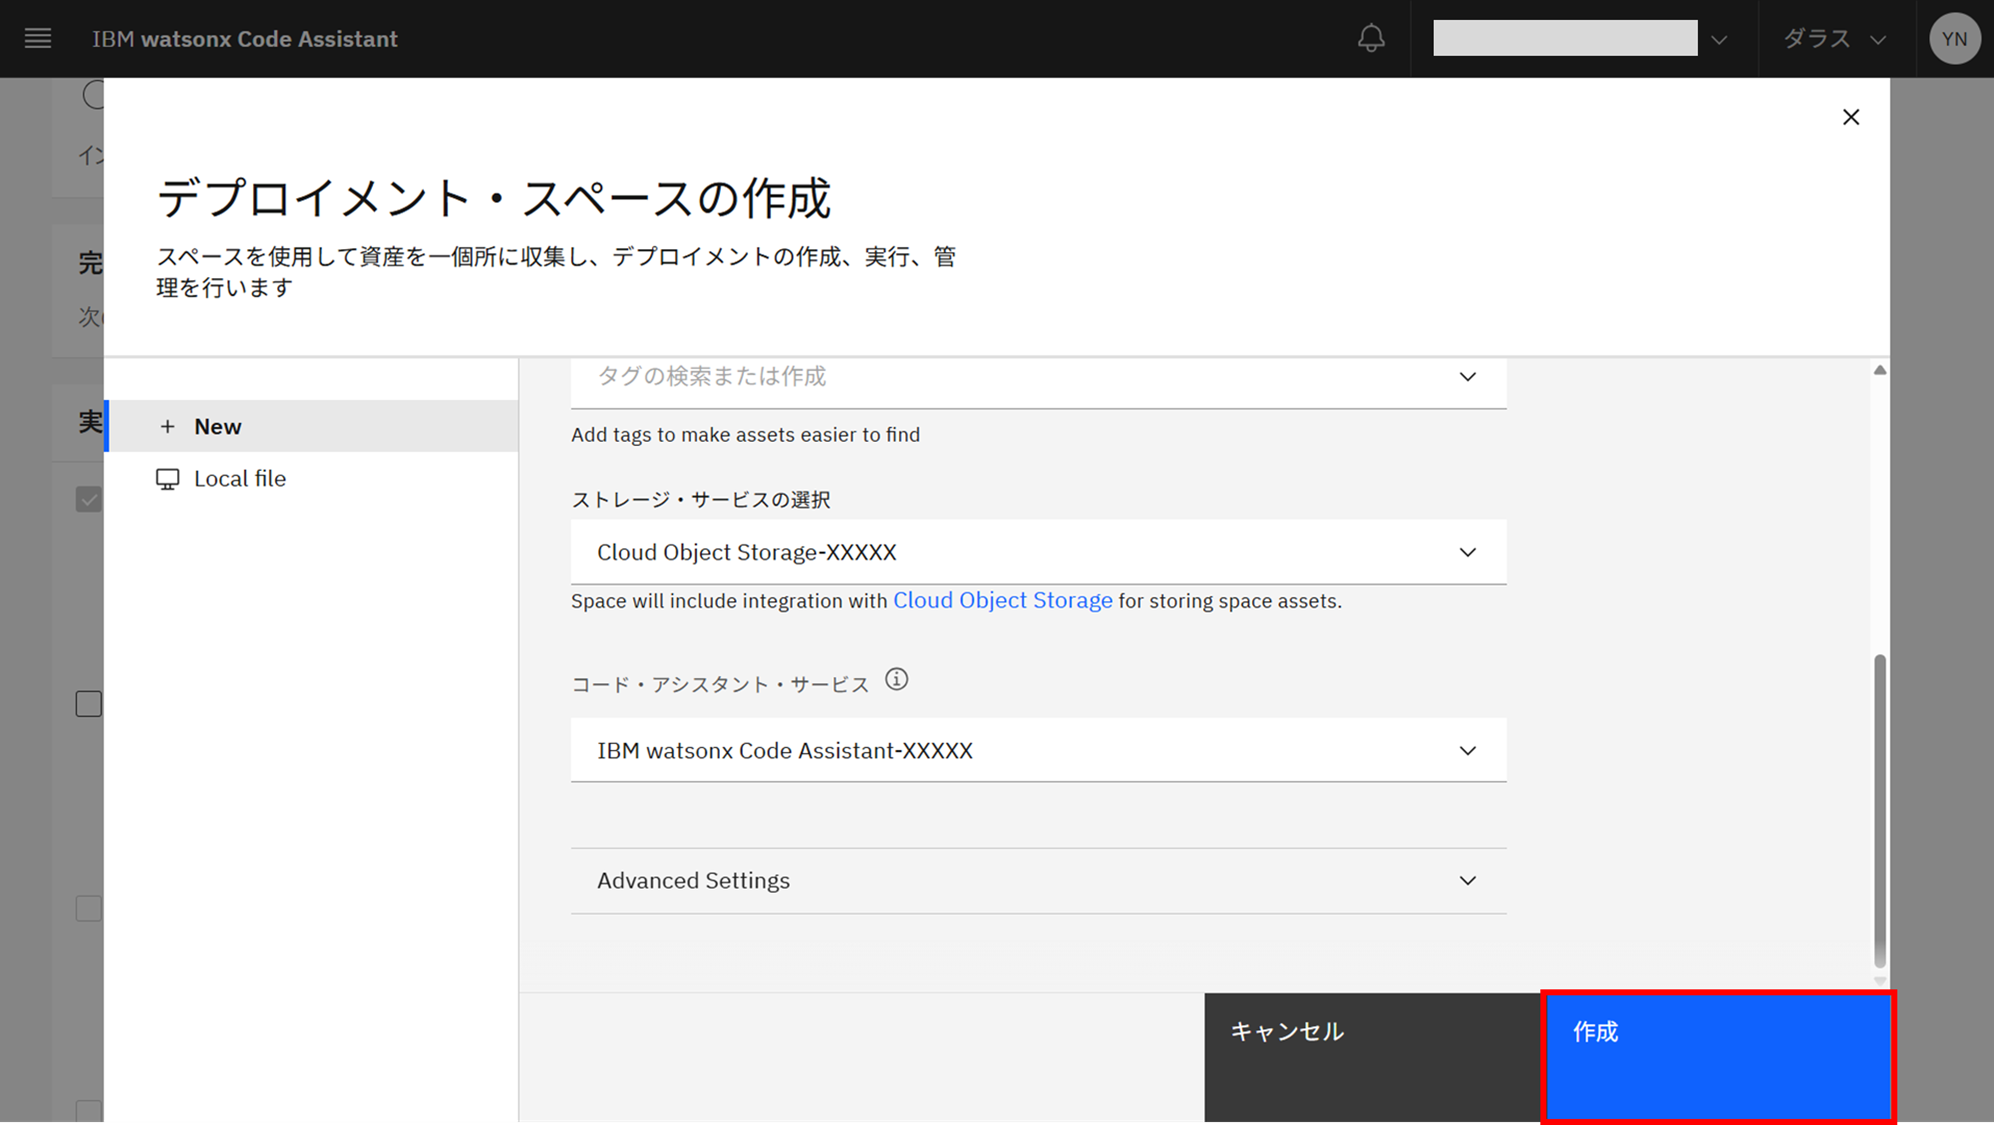 IBM watsonx Code Assistant
ダラス
YN
イン
デプロイメント・スペースの作成
スペースを使用して資産を一個所に収集し、デプロイメントの作成、実行、管
理を行います
完
次
実
New
Local file
タグの検索または作成
Add tags to make assets easier to find
ストレージ・サービスの選択
Cloud Object Storage-XXXXX
Space will include integration with Cloud Object Storage for storing space assets.
コード・アシスタント・サービス
IBM watsonx Code Assistant-XXXXX
Advanced Settings
キャンセル
作成